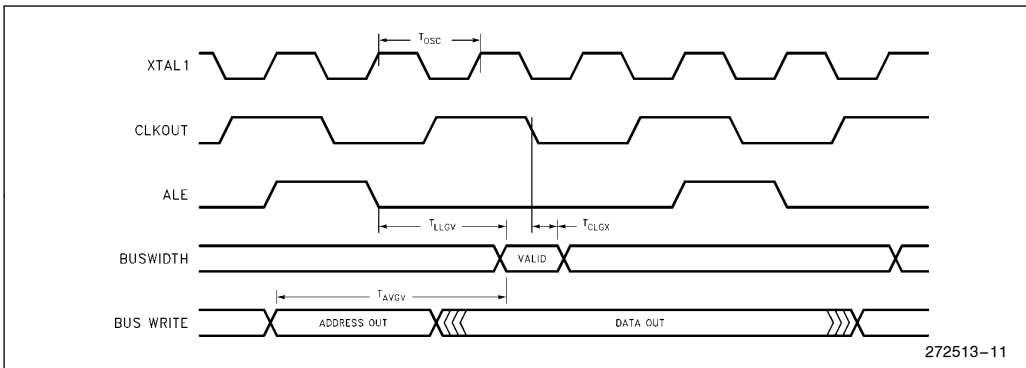 T_OSC
XTAL1
CLKOUT
ALE
T_LLGV T_CLGX
BUSWIDTH VALID
T_AVGV
BUS WRITE ADDRESS OUT DATA OUT
272513–11